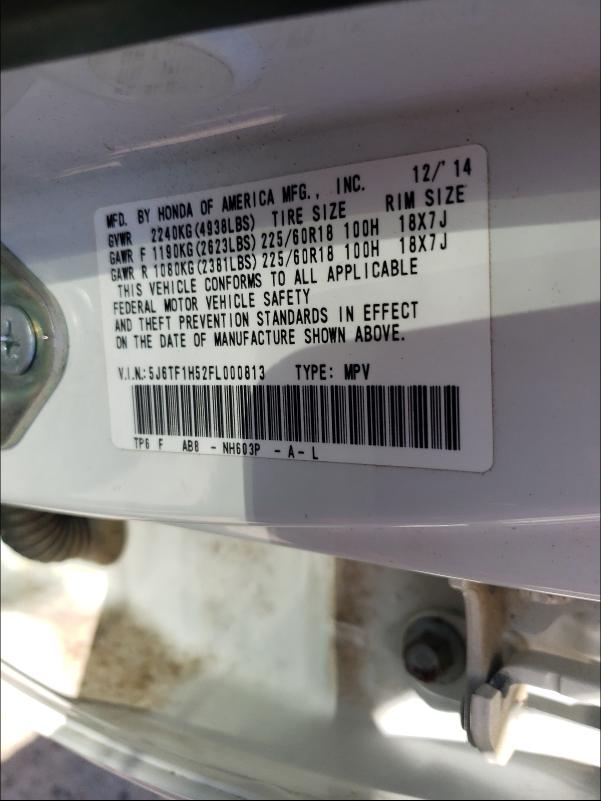 MFD. BY HONDA OF AMERICA MFG., INC. 12/'14
GVWR 2240KG(4938LBS) TIRE SIZE RIM SIZE
GAWR F 1190KG(2623LBS) 225/60R18 100H 18X7J
GAWR R 1080KG(2381LBS) 225/60R18 100H 18X7J
THIS VEHICLE CONFORMS TO ALL APPLICABLE
FEDERAL MOTOR VEHICLE SAFETY
AND THEFT PREVENTION STANDARDS IN EFFECT
ON THE DATE OF MANUFACTURE SHOWN ABOVE.
V.I.N.:5J6TF1H52FL000813 TYPE: MPV
TP6 F AB8 - NH603P - A - L